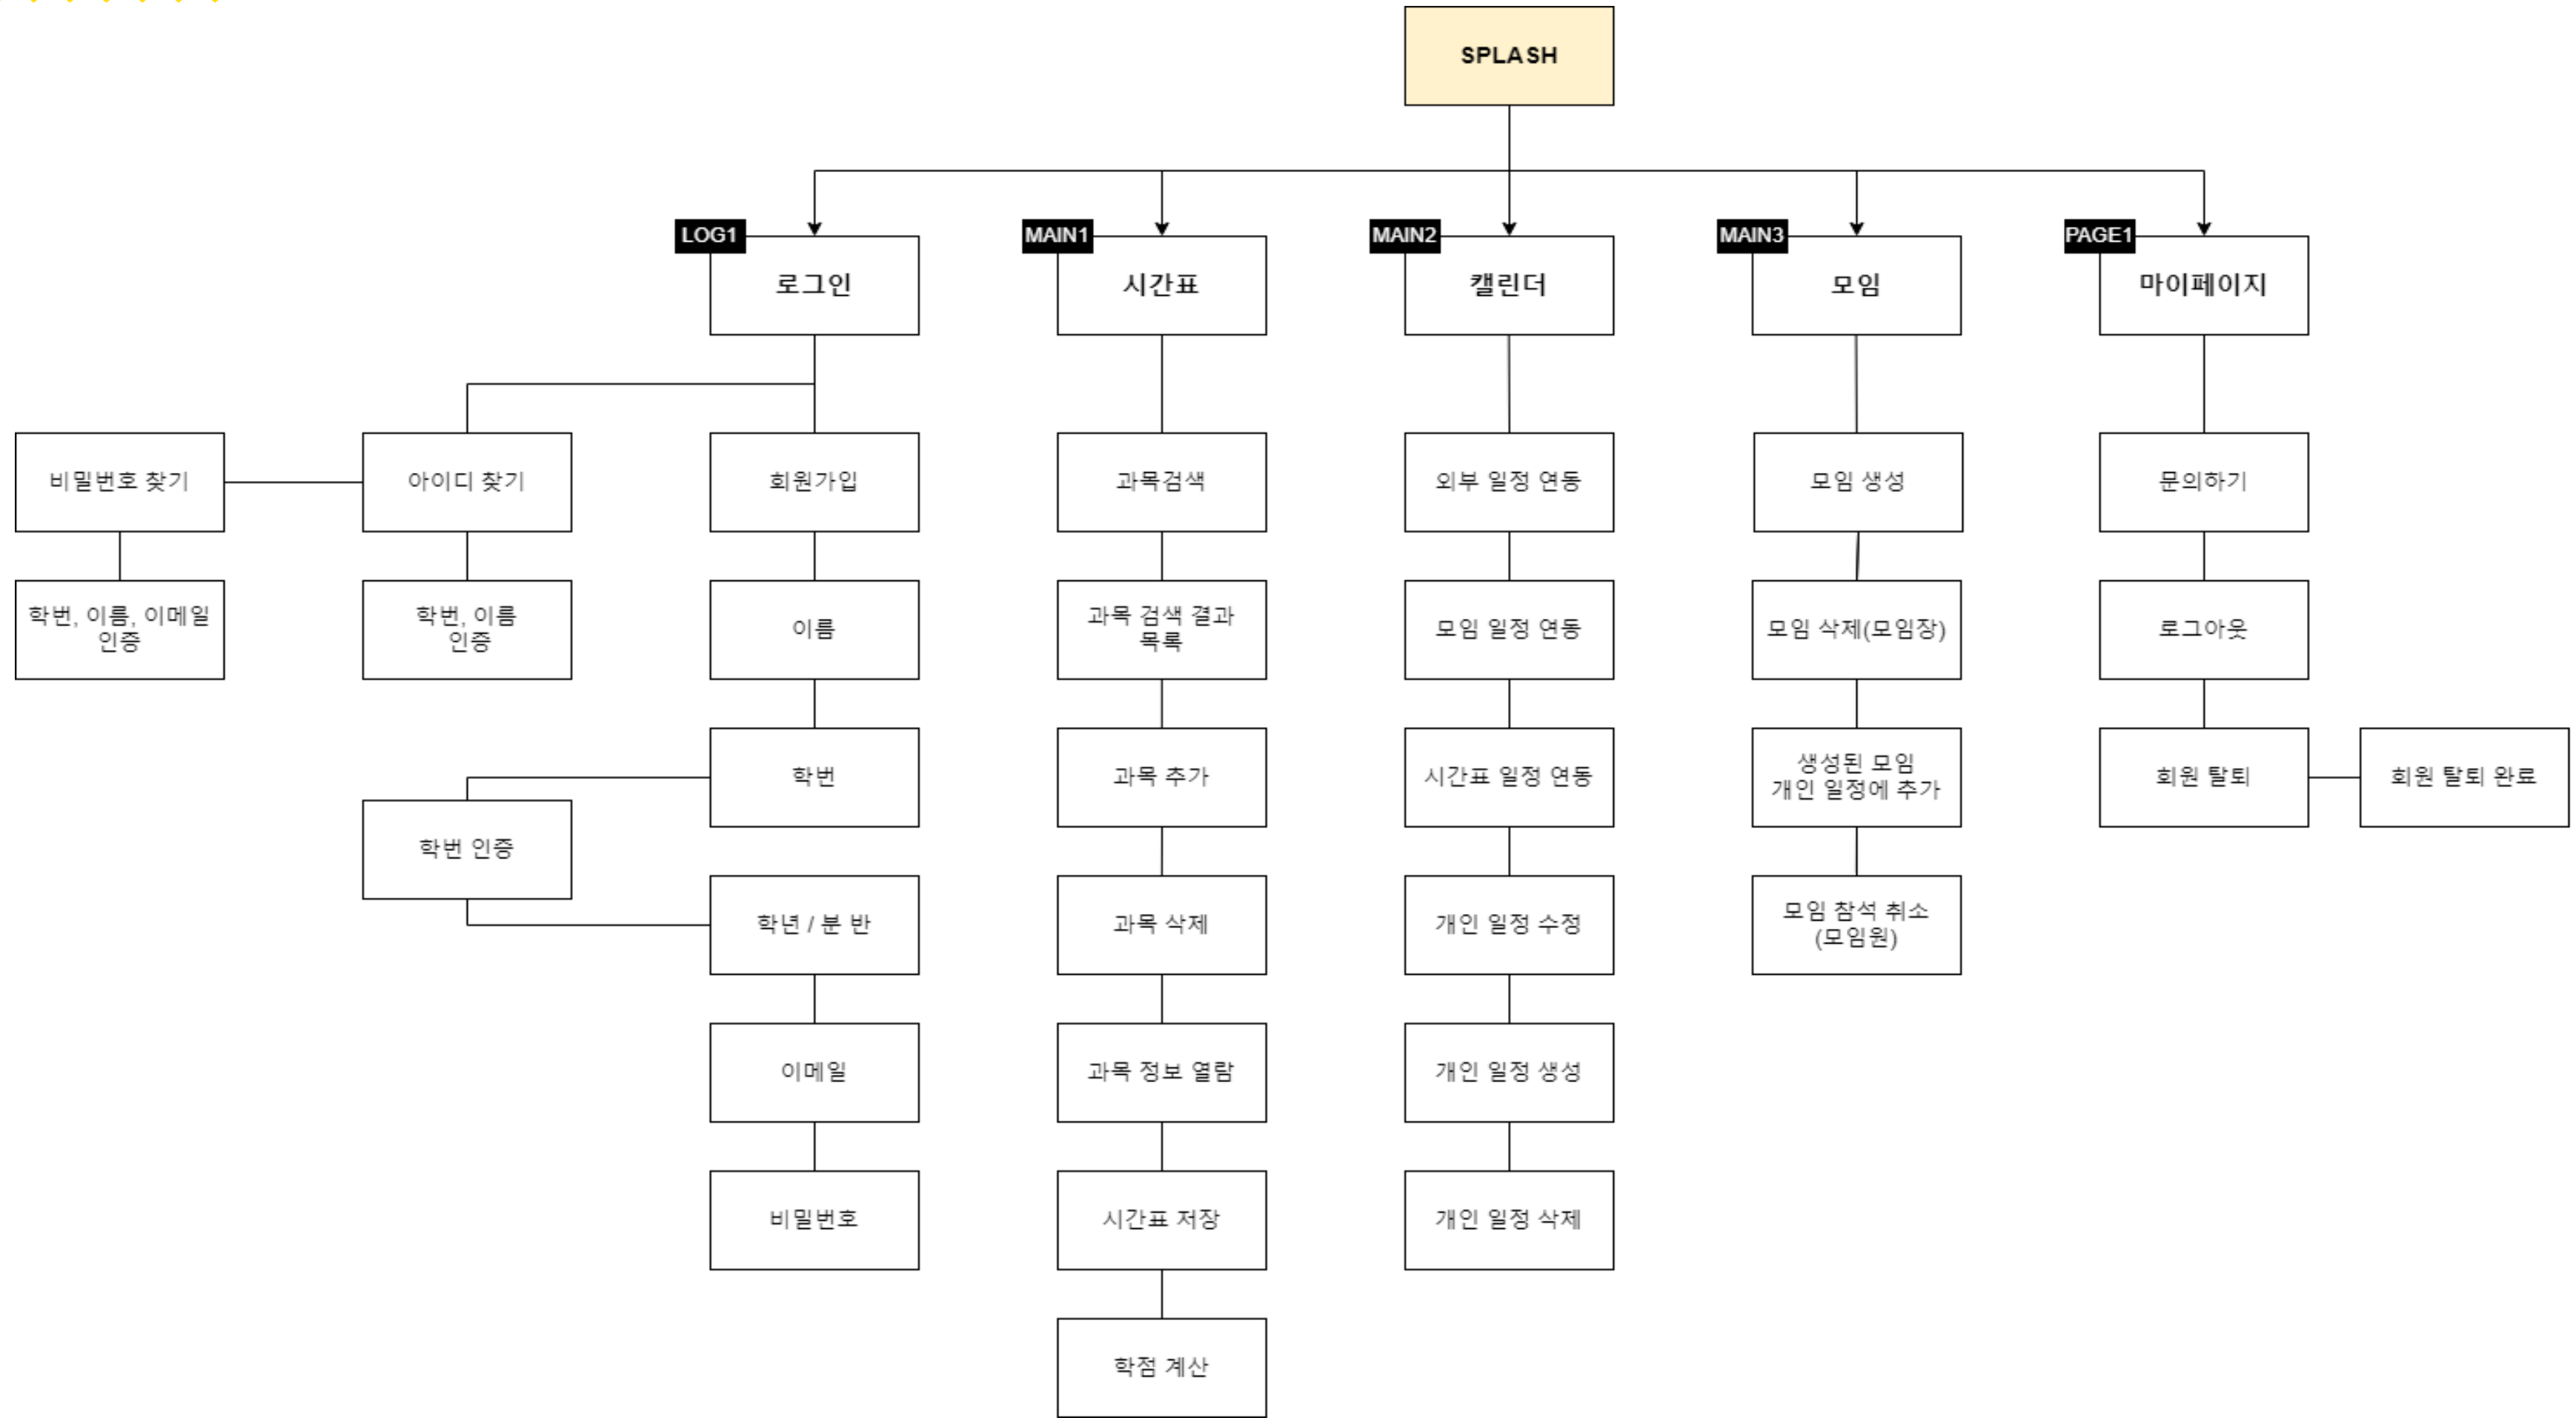 SPLASH
LOG1
로그인
MAIN1
시간표
MAIN2
캘린더
MAIN3
모임
PAGE1
마이페이지
비밀번호 찾기
아이디 찾기
회원가입
과목검색
외부 일정 연동
모임 생성
문의하기
학번, 이름, 이메일
인증
학번, 이름
인증
이름
과목 검색 결과
목록
모임 일정 연동
모임 삭제(모임장)
로그아웃
학번
과목 추가
시간표 일정 연동
생성된 모임
개인 일정에 추가
회원 탈퇴
회원 탈퇴 완료
학번 인증
학년 / 분 반
과목 삭제
개인 일정 수정
모임 참석 취소
(모임원)
이메일
과목 정보 열람
개인 일정 생성
비밀번호
시간표 저장
개인 일정 삭제
학점 계산